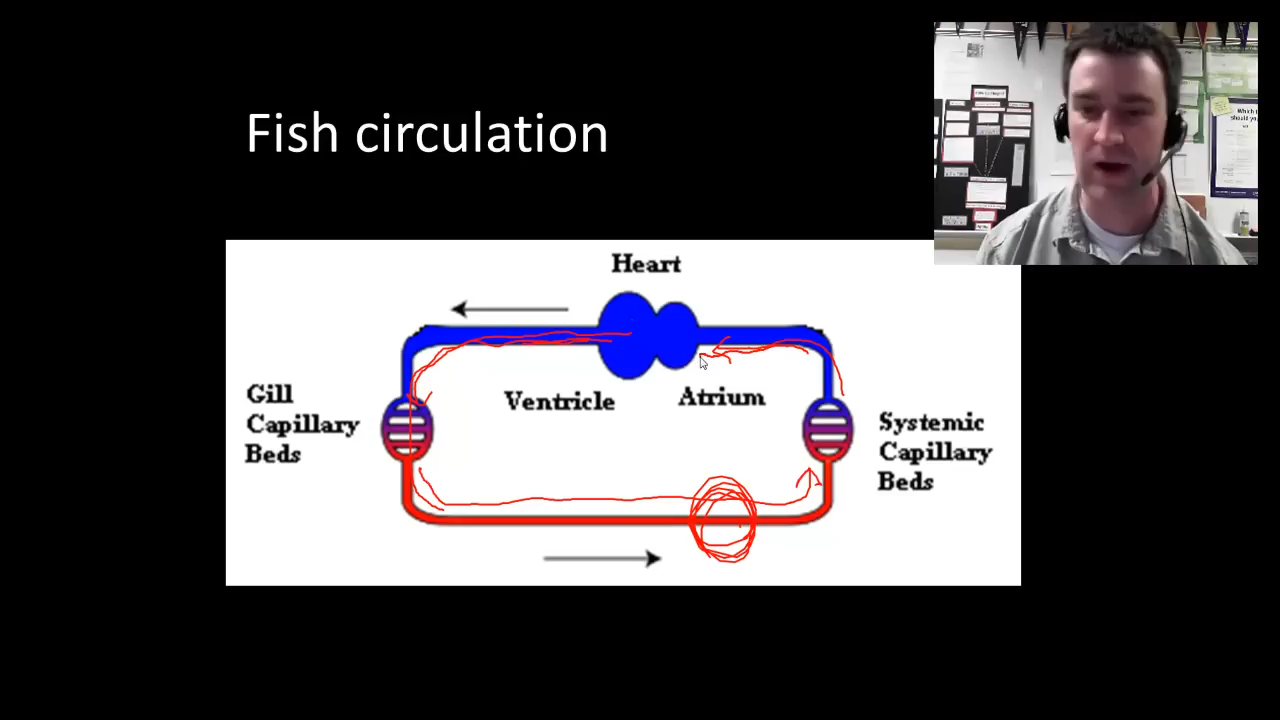 Fish circulation
Heart
Ventricle
Atrium
Gill
Capillary
Beds
Systemic
Capillary
Beds